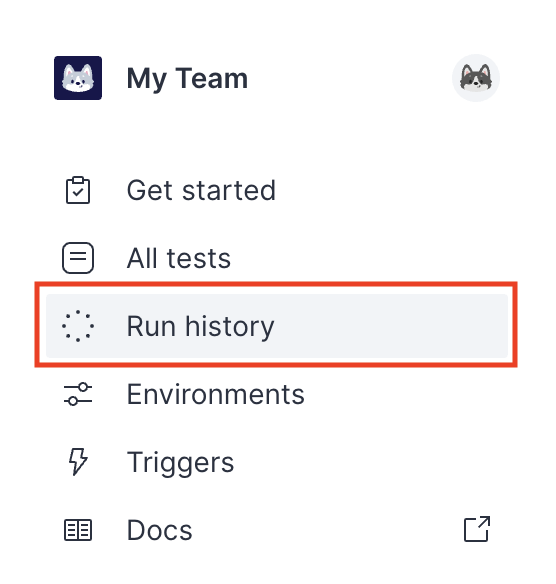 My Team
Get started
All tests
Run history
Environments
Triggers
Docs